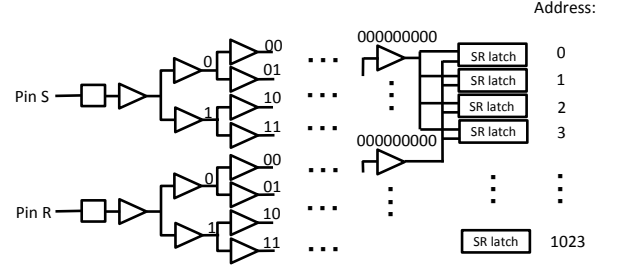 Address:
000000000
00
0
01
Pin S
10
1
11
000000000
00
0
01
Pin R
10
1
11
SR latch 0
SR latch 1
SR latch 2
SR latch 3
SR latch 1023